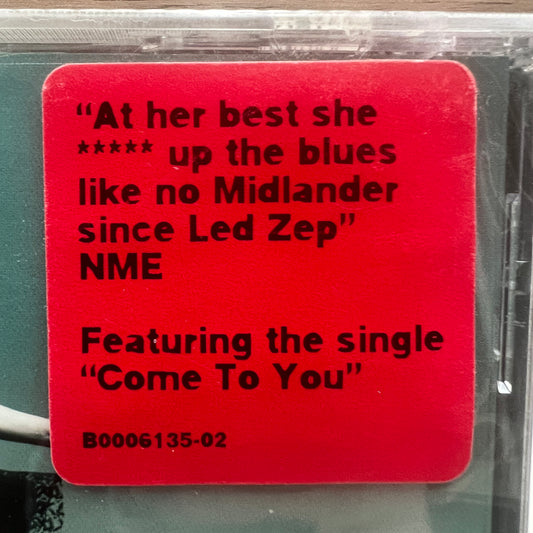 “At her best she
***** up the blues
like no Midlander
since Led Zep”
NME
Featuring the single
“Come To You”
B0006135-02